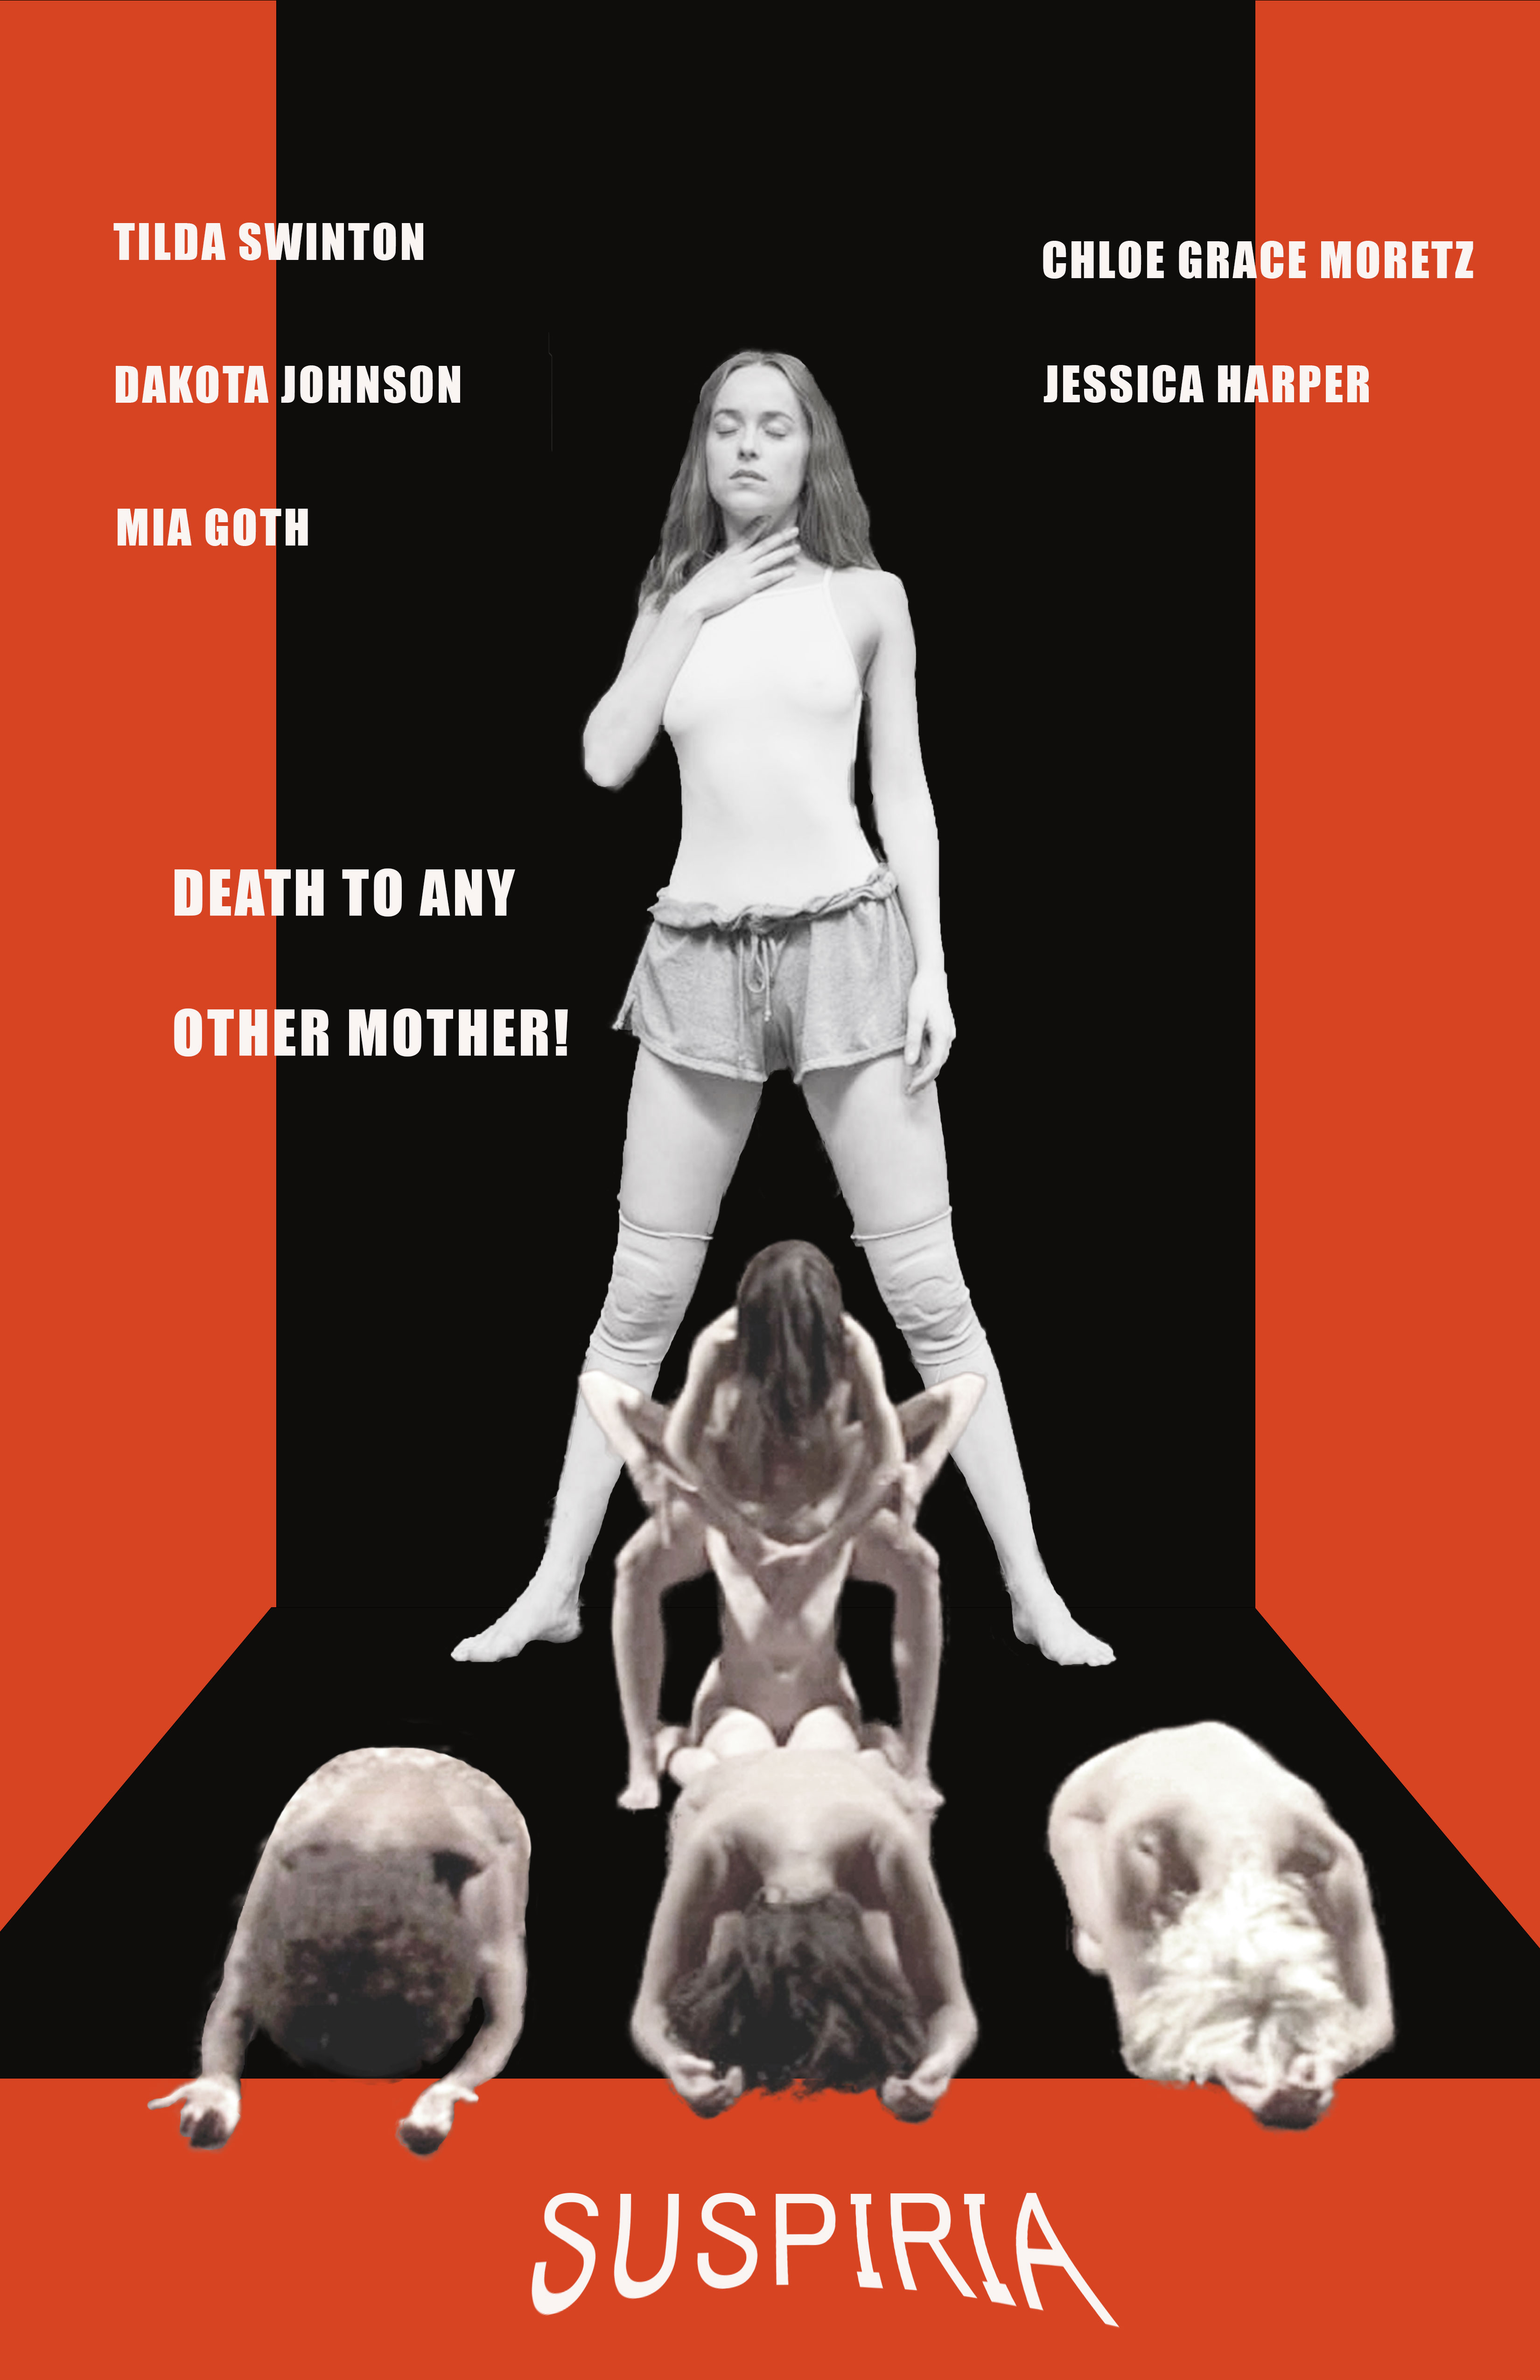 TILDA SWINTON
CHLOE GRACE MORETZ
DAKOTA JOHNSON
JESSICA HARPER
MIA GOTH
DEATH TO ANY
OTHER MOTHER!
SUSPIRIA